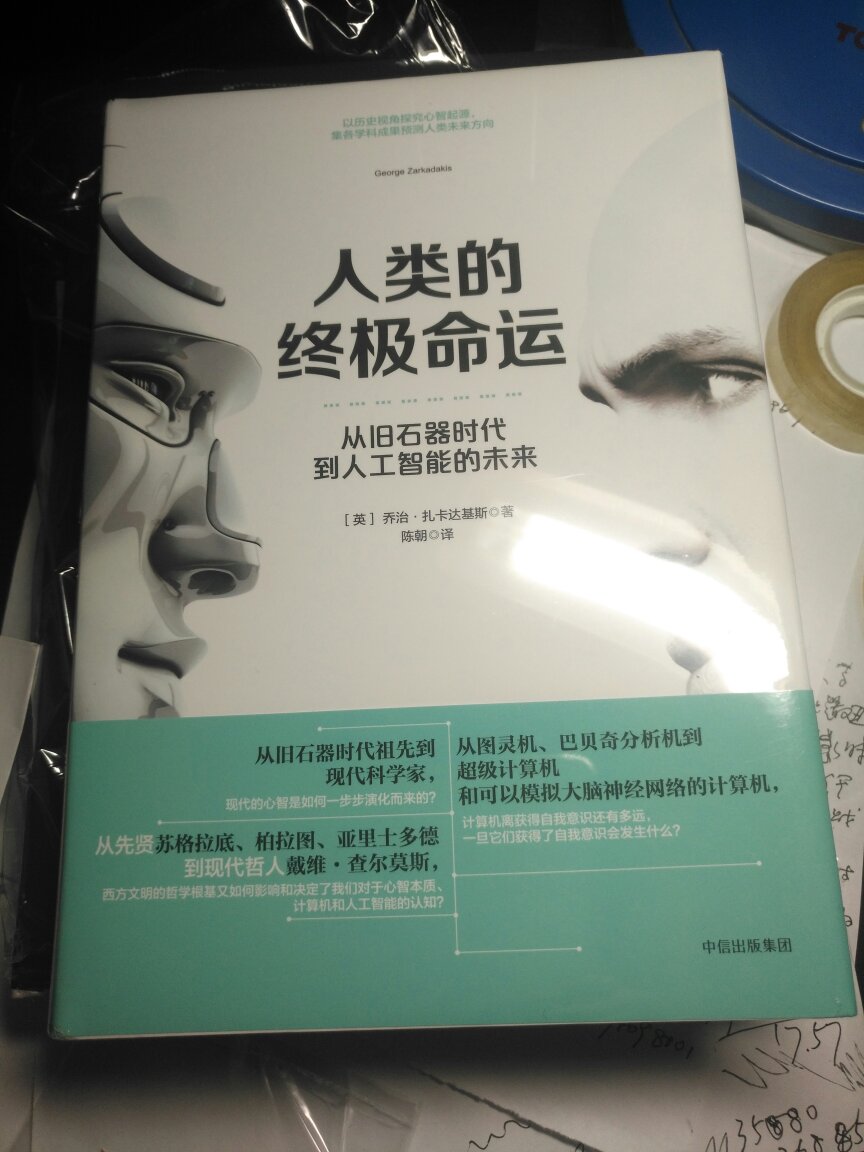 以历史视角探究心智起源，
集各学科成果预测人类未来方向
George Zarkadakis
人类的
终极命运
从旧石器时代
到人工智能的未来
［英］乔治·扎卡达基斯◎著
陈朝◎译
从旧石器时代祖先到
现代科学家，
现代的心智是如何一步步演化而来的？
从先贤苏格拉底、柏拉图、亚里士多德
到现代哲人戴维·查尔莫斯，
西方文明的哲学根基又如何影响和决定了我们对于心智本质、
计算机和人工智能的认知？
从图灵机、巴贝奇分析机到
超级计算机
和可以模拟大脑神经网络的计算机，
计算机离获得自我意识还有多远，
一旦它们获得了自我意识会发生什么？
中信出版集团
17.57